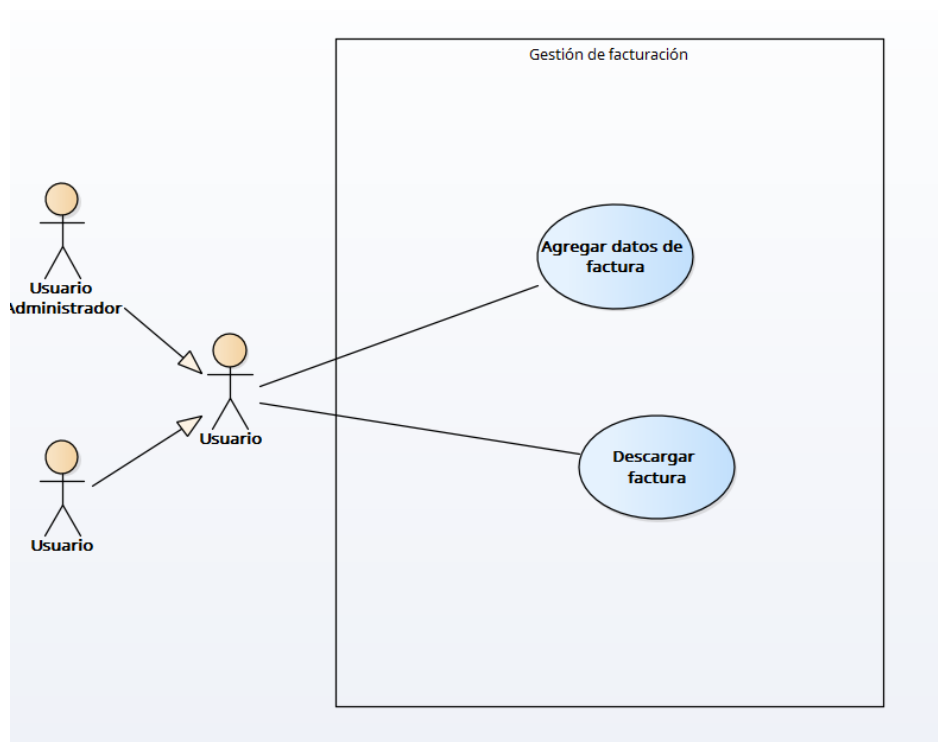 Gestión de facturación
Agregar datos de
factura
Usuario
Administrador
Usuario
Descargar
factura
Usuario